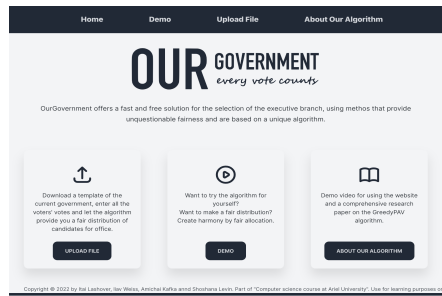 Home Demo Upload File About Our Algorithm
OUR GOVERNMENT
every vote counts
OurGovernment offers a fast and free solution for the selection of the executive branch, using methos that provide
unquestionable fairness and are based on a unique algorithm.
Download a template of the
current government, enter all the
voters' votes and let the algorithm
provide you a fair distribution of
candidates for office.
UPLOAD FILE
Want to try the algorithm for
yourself?
Want to make a fair distribution?
Create harmony by fair allocation.
DEMO
Demo video for using the website
and a comprehensive research
paper on the GreedyPAV
algorithm.
ABOUT OUR ALGORITHM
Copyright © 2022 by Itai Lashover, liav Weiss, Amichai Kafka annd Shoshana Levin. Part of "Computer science course at Ariel University". Use for learning purposes